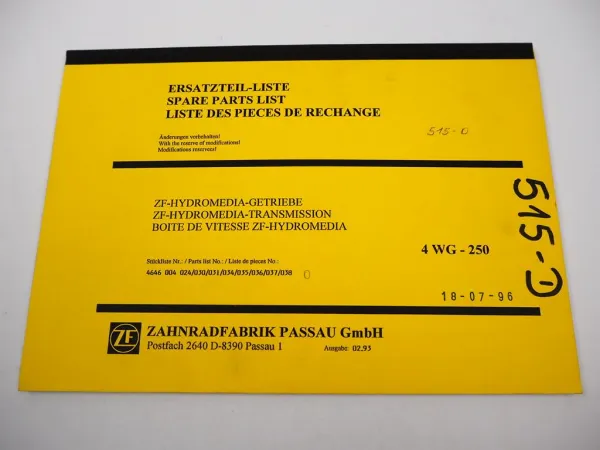 ERSATZTEIL-LISTE
SPARE PARTS LIST
LISTE DES PIECES DE RECHANGE
Änderungen vorbehalten!
With the reserve of modifications!
Modifications reservees!
515-D
ZF-HYDROMEDIA-GETRIEBE
ZF-HYDROMEDIA-TRANSMISSION
BOITE DE VITESSE ZF-HYDROMEDIA
4 WG - 250
Stückliste Nr.: / Parts list No.: / Liste de pieces No.:
4646 004 024/030/031/034/035/036/037/038
18-07-96
515-D
ZF
ZAHNRADFABRIK PASSAU GmbH
Postfach 2640 D-8390 Passau 1
Ausgabe: 02.93